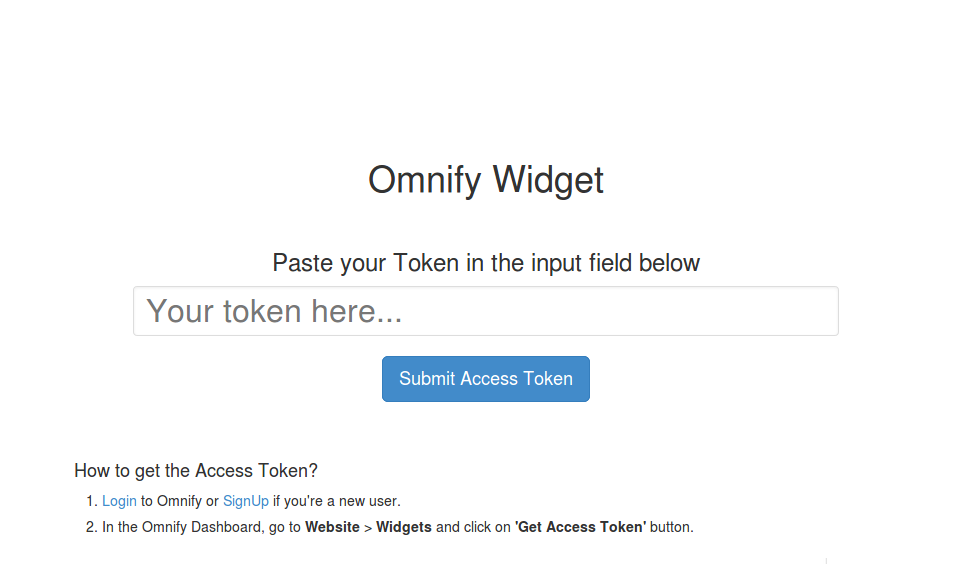 Omnify Widget
Paste your Token in the input field below
Your token here...
Submit Access Token
How to get the Access Token?
1. Login to Omnify or SignUp if you're a new user.
2. In the Omnify Dashboard, go to Website > Widgets and click on 'Get Access Token' button.